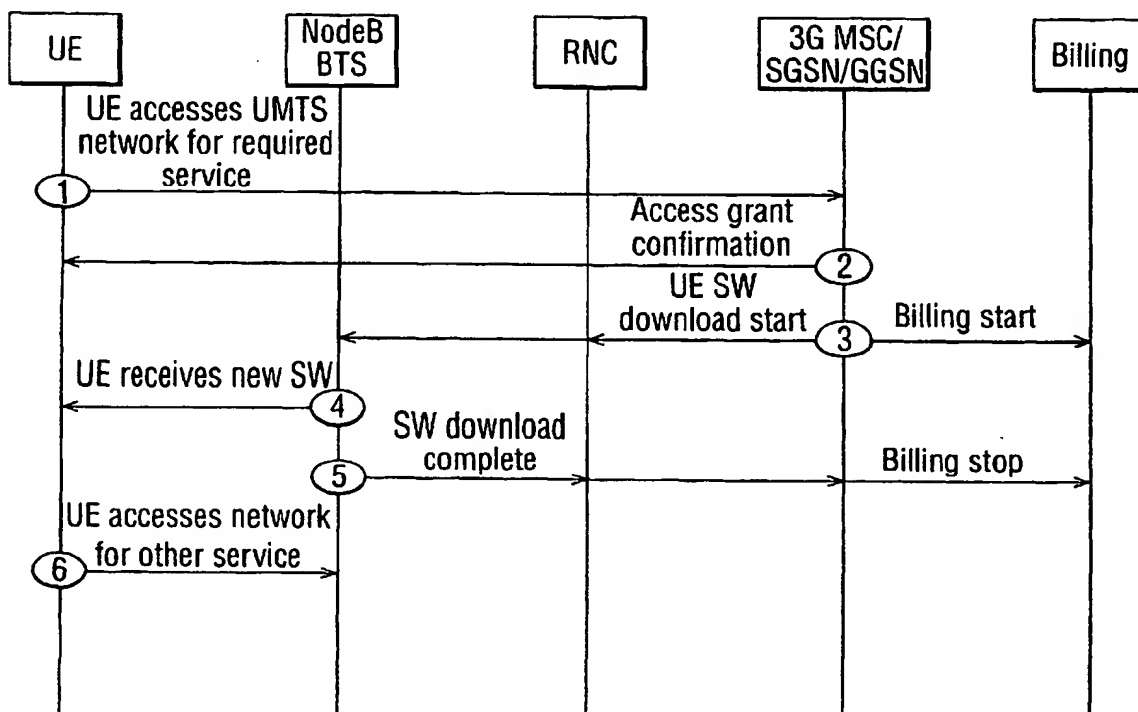 UE
NodeB
BTS
RNC
3G MSC/
SGSN/GGSN
Billing
UE accesses UMTS
network for required
service
1
Access grant
confirmation
2
UE SW
download start
3
Billing start
UE receives new SW
4
SW download
complete
5
Billing stop
UE accesses network
for other service
6